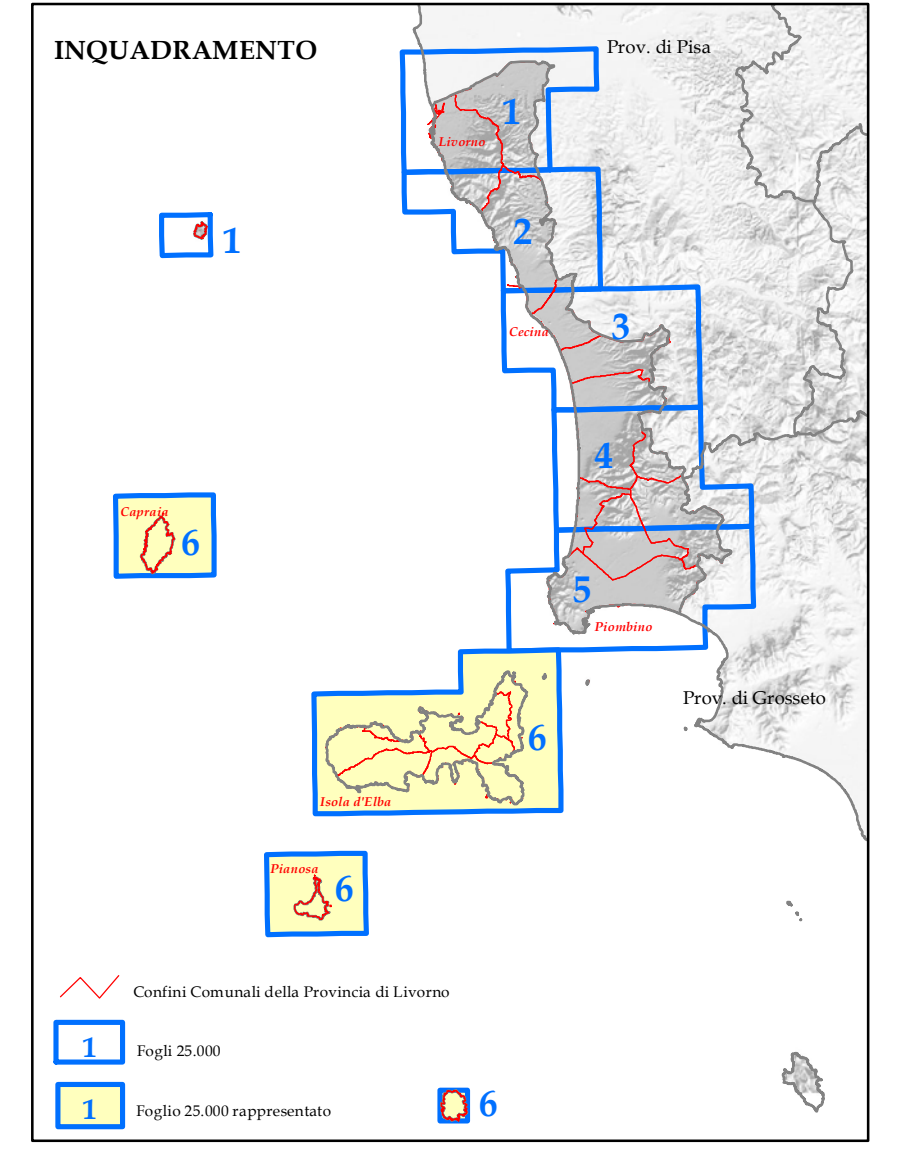 INQUADRAMENTO
Prov. di Pisa
1
Livorno
1
2
3
Cecina
4
Capraia
6
5
Piombino
Prov. di Grosseto
6
Isola d'Elba
Pianosa
6
Confini Comunali della Provincia di Livorno
1 Fogli 25.000
1 Foglio 25.000 rappresentato
6